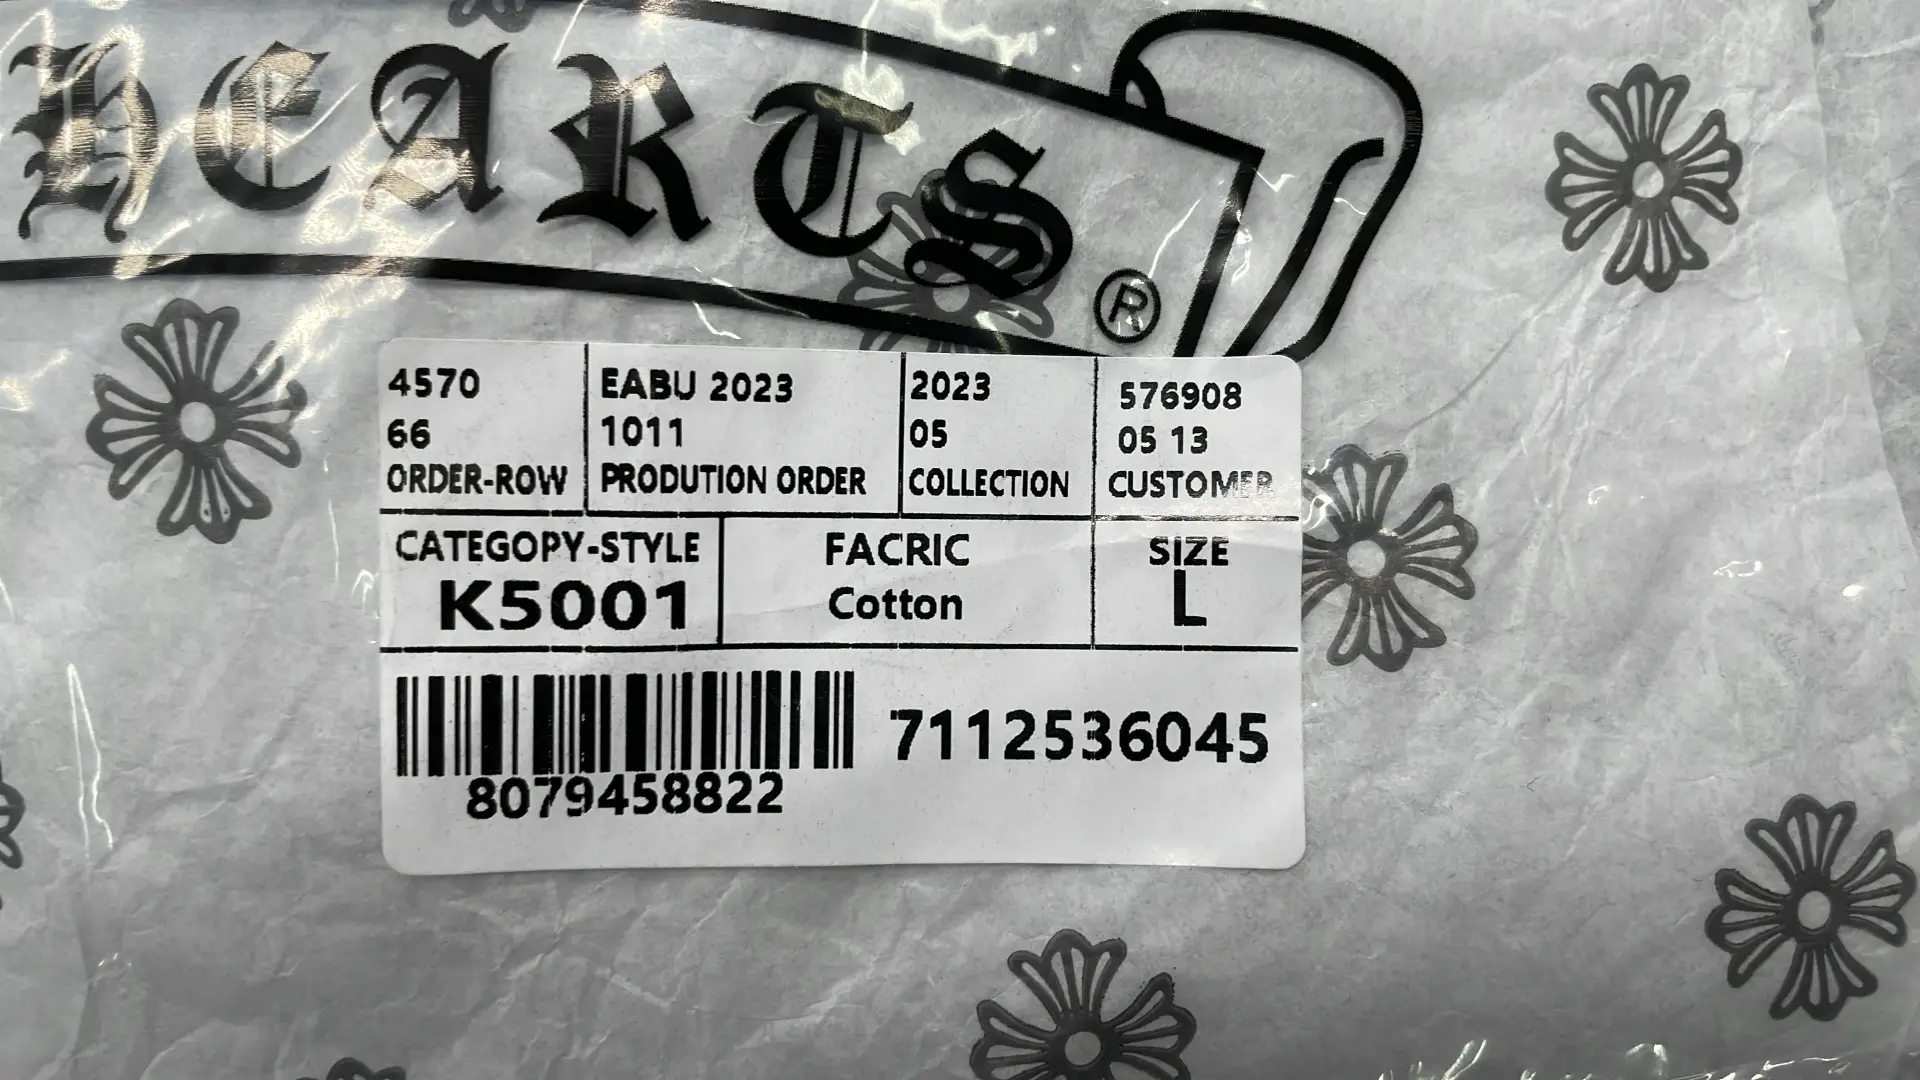 HEARTS
®
4570
66
ORDER-ROW
EABU 2023
1011
PRODUTION ORDER
2023
05
COLLECTION
576908
05 13
CUSTOMER
CATEGOPY-STYLE
K5001
FACRIC
Cotton
SIZE
L
8079458822
7112536045